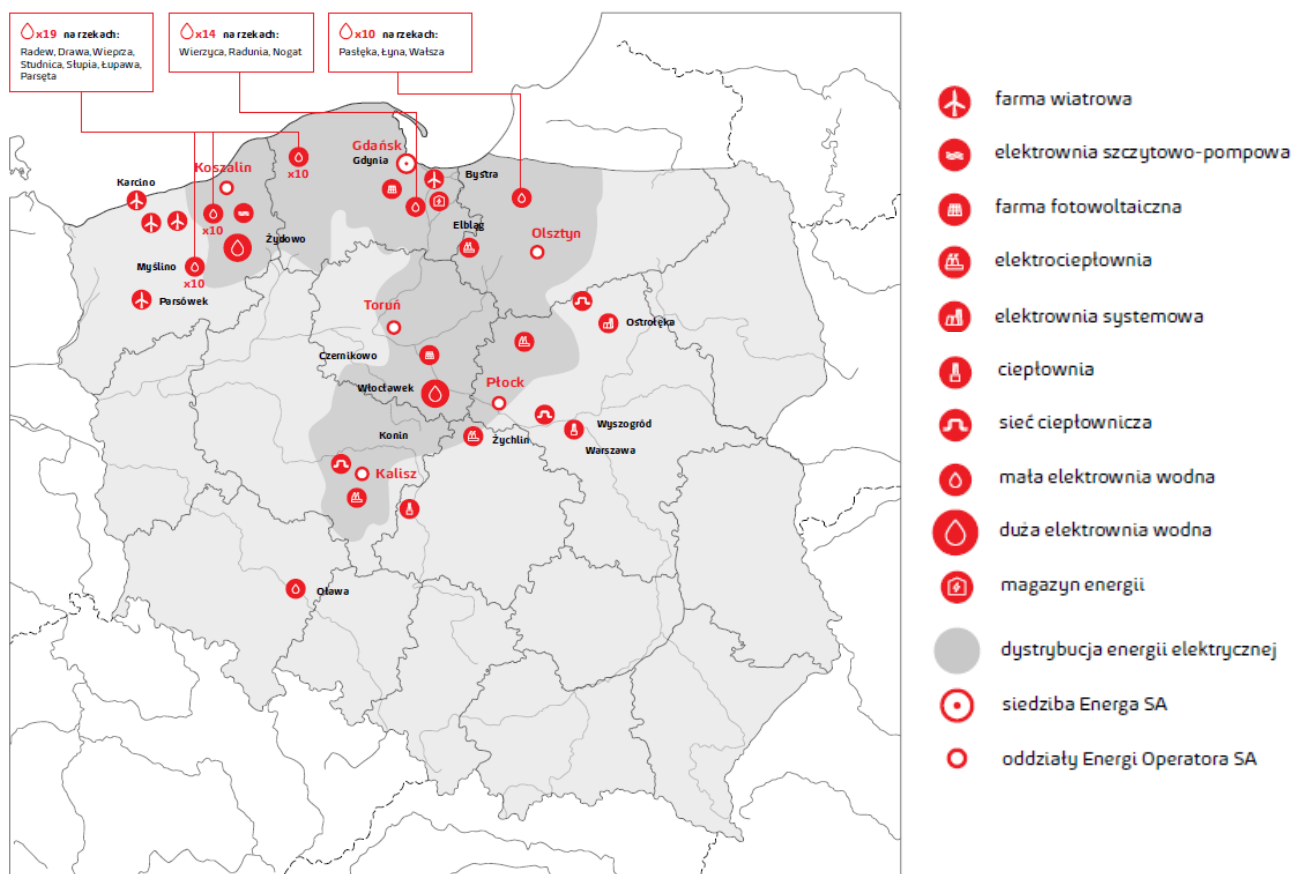 x19 na rzekach:
Radew, Drawa, Wieprza,
Studnica, Słupia, Łupawa,
Parsęta
x14 na rzekach:
Wierzyca, Radunia, Nogat
x10 na rzekach:
Pasłęka, Łyna, Wałsza
Gdańsk
Gdynia
Koszalin
x10
Bystra
Karcino
x10
Elbląg
Olsztyn
Żydowo
Myślino
x10
Parsówek
Toruń
Ostrołęka
Czernikowo
Włocławek
Płock
Wyszogród
Konin
Żychlin
Warszawa
Kalisz
Oława
farma wiatrowa
elektrownia szczytowo-pompowa
farma fotowoltaiczna
elektrociepłownia
elektrownia systemowa
ciepłownia
sieć ciepłownicza
mała elektrownia wodna
duża elektrownia wodna
magazyn energii
dystrybucja energii elektrycznej
siedziba Energa SA
oddziały Energi Operatora SA